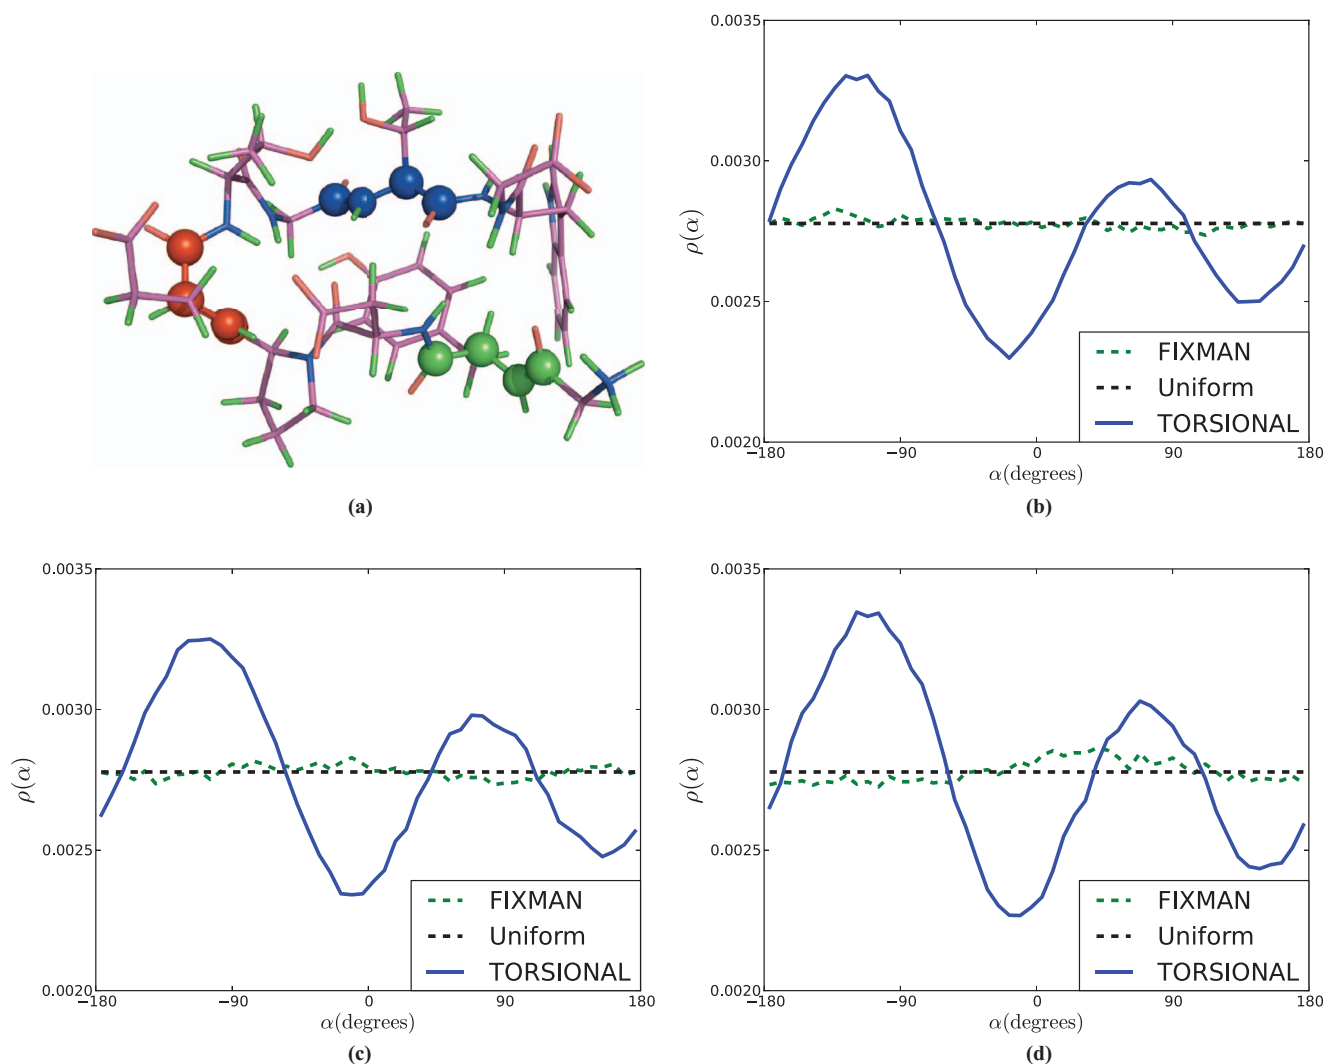 0.0035
0.0030
0.0025
0.0020
ρ(α)
−180
−90
0
90
180
α(degrees)
FIXMAN
Uniform
TORSIONAL
(a)
(b)
0.0035
0.0030
0.0025
0.0020
ρ(α)
−180
−90
0
90
180
α(degrees)
FIXMAN
Uniform
TORSIONAL
(c)
0.0035
0.0030
0.0025
0.0020
ρ(α)
−180
−90
0
90
180
α(degrees)
FIXMAN
Uniform
TORSIONAL
(d)